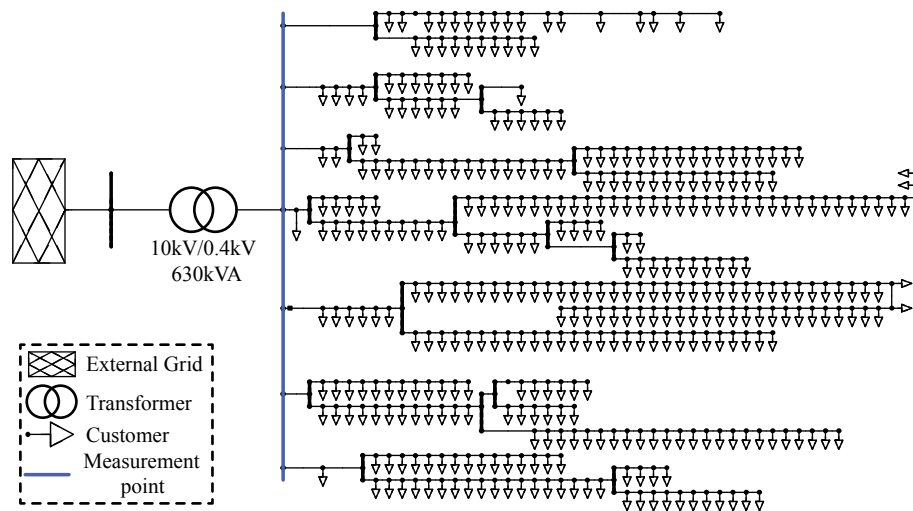 10kV/0.4kV
630kVA
External Grid
Transformer
Customer
Measurement
point